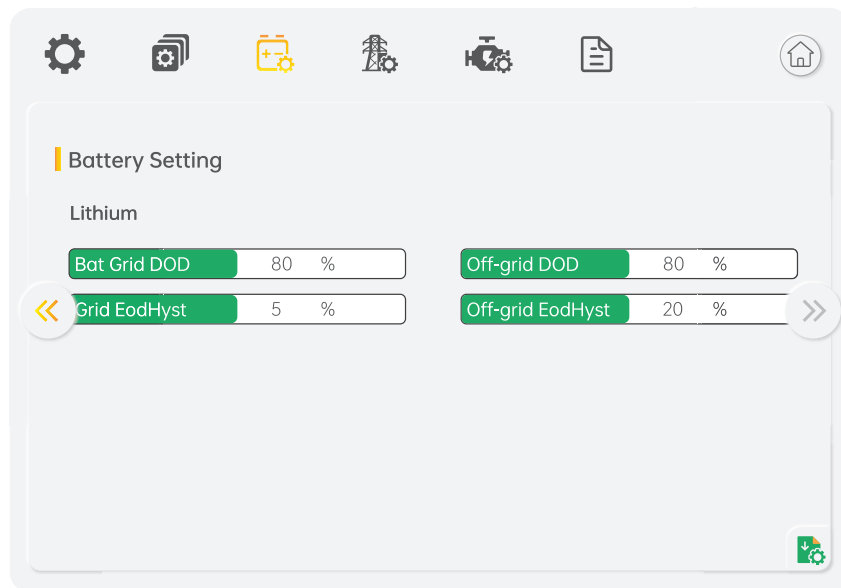 Battery Setting
Lithium
Bat Grid DOD 80 % Off-grid DOD 80 %
Grid EodHyst 5 % Off-grid EodHyst 20 %